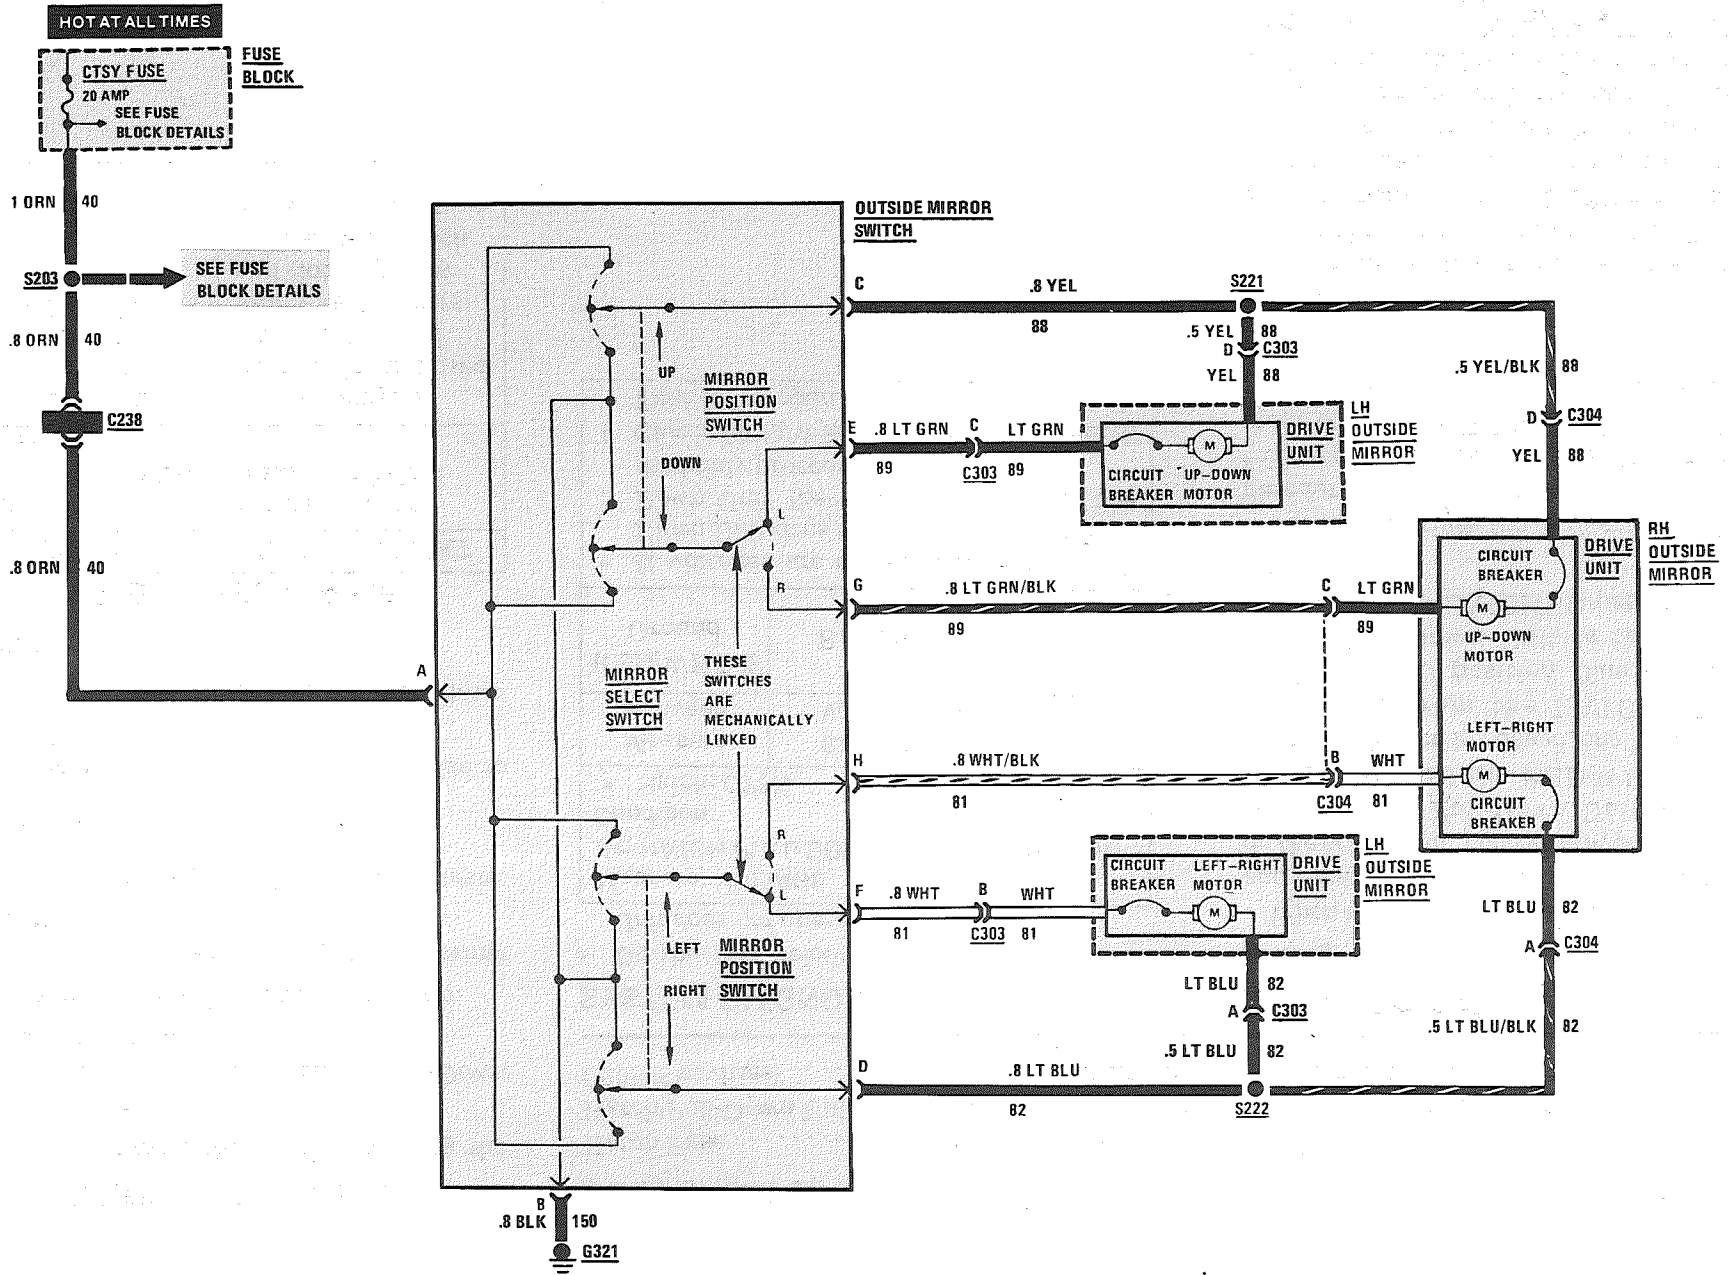 HOT AT ALL TIMES
FUSE
BLOCK
CTSY FUSE
20 AMP
SEE FUSE
BLOCK DETAILS
1 ORN 40
S203
SEE FUSE
BLOCK DETAILS
.8 ORN 40
C238
.8 ORN 40
A
OUTSIDE MIRROR
SWITCH
UP
MIRROR
POSITION
SWITCH
DOWN
L
R
MIRROR
SELECT
SWITCH
THESE
SWITCHES
ARE
MECHANICALLY
LINKED
R
L
LEFT
MIRROR
POSITION
SWITCH
RIGHT
B
.8 BLK 150
G321
C .8 YEL
88
S221
.5 YEL 88
D C303
YEL 88
.5 YEL/BLK 88
D C304
YEL 88
E .8 LT GRN C LT GRN
89 C303 89
LH
OUTSIDE
MIRROR
DRIVE
UNIT
M
CIRCUIT
BREAKER
UP-DOWN
MOTOR
G .8 LT GRN/BLK C LT GRN
89 89
RH
OUTSIDE
MIRROR
DRIVE
UNIT
CIRCUIT
BREAKER
M
UP-DOWN
MOTOR
LEFT-RIGHT
MOTOR
M
CIRCUIT
BREAKER
H .8 WHT/BLK B WHT
81 C304 81
LH
OUTSIDE
MIRROR
DRIVE
UNIT
CIRCUIT
BREAKER
LEFT-RIGHT
MOTOR
M
F .8 WHT B WHT
81 C303 81
LT BLU 82
A C303
.5 LT BLU 82
LT BLU 82
A C304
.5 LT BLU/BLK 82
D .8 LT BLU
82
S222